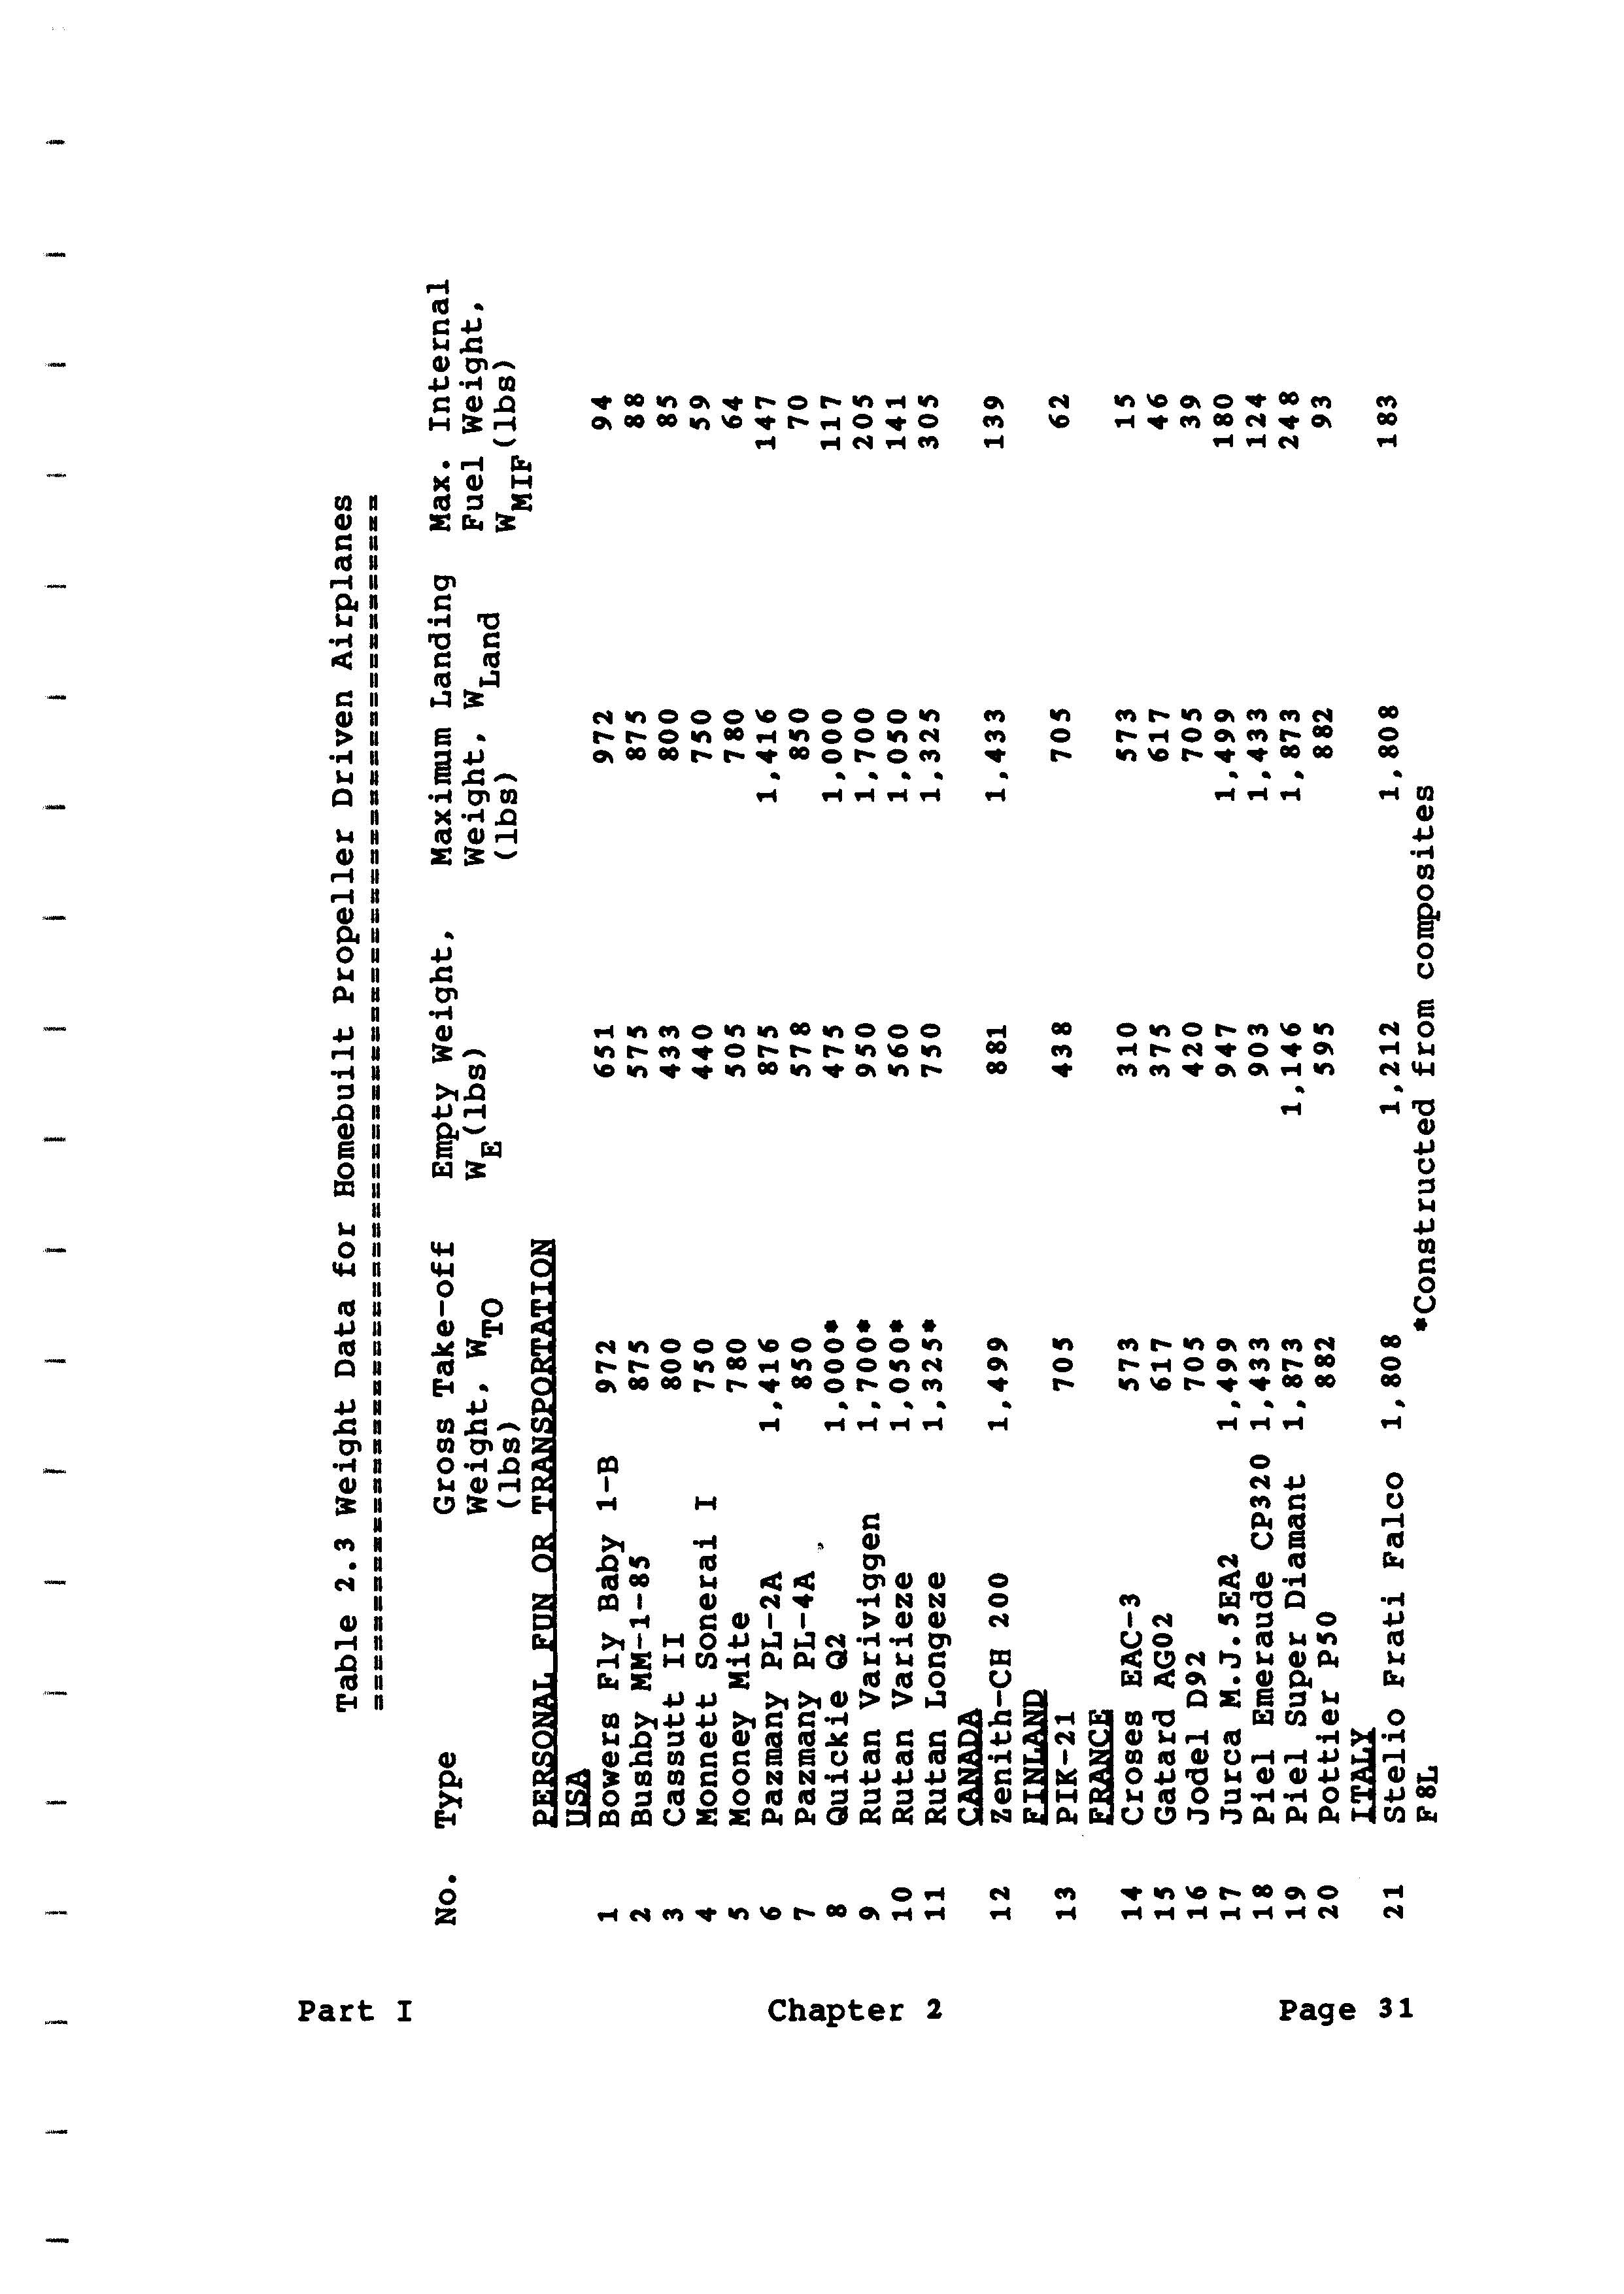 Part I
Chapter 2
Page 31
Table 2.3 Weight Data for Homebuilt Propeller Driven Airplanes
==============================================================
No. Type Gross Take-off Empty Weight, Maximum Landing Max. Internal
Weight, W_TO W_E(lbs) Weight, W_Land Fuel Weight,
(lbs) (lbs) W_MIF(lbs)
PERSONAL FUN OR TRANSPORTATION
USA
1 Bowers Fly Baby 1-B 972 651 972 94
2 Bushby MM-1-85 875 575 875 88
3 Cassutt II 800 433 800 85
4 Monnett Sonerai I 750 440 750 59
5 Mooney Mite 780 505 780 64
6 Pazmany PL-2A 1,416 875 1,416 147
7 Pazmany PL-4A 850 578 850 70
8 Quickie Q2 1,000* 475 1,000 117
9 Rutan Variviggen 1,700* 950 1,700 205
10 Rutan Varieze 1,050* 560 1,050 141
11 Rutan Longeze 1,325* 750 1,325 305
CANADA
12 Zenith-CH 200 1,499 881 1,433 139
FINLAND
13 PIK-21 705 438 705 62
FRANCE
14 Croses EAC-3 573 310 573 15
15 Gatard AG02 617 375 617 46
16 Jodel D92 705 420 705 39
17 Jurca M.J.5EA2 1,499 947 1,499 180
18 Piel Emeraude CP320 1,433 903 1,433 124
19 Piel Super Diamant 1,873 1,146 1,873 248
20 Pottier P50 882 595 882 93
ITALY
21 Stelio Frati Falco 1,808 1,212 1,808 183
F8L *Constructed from composites